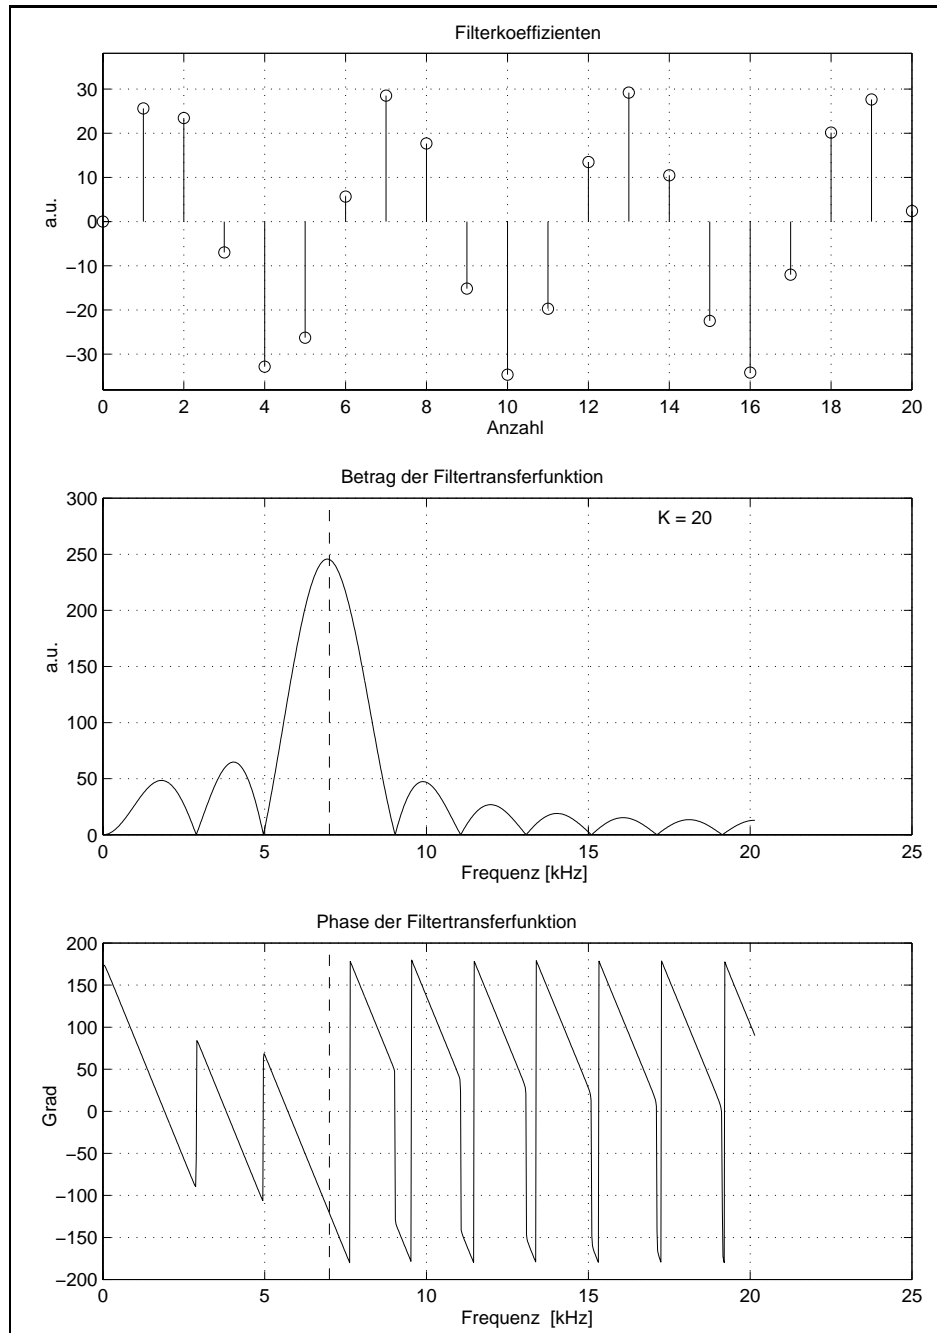 Filterkoeffizienten
30
20
10
0
−10
−20
−30
a.u.
0 2 4 6 8 10 12 14 16 18 20
Anzahl
Betrag der Filtertransferfunktion
300
250
200
150
100
50
0
a.u.
K = 20
0 5 10 15 20 25
Frequenz [kHz]
Phase der Filtertransferfunktion
200
150
100
50
0
−50
−100
−150
−200
Grad
0 5 10 15 20 25
Frequenz [kHz]